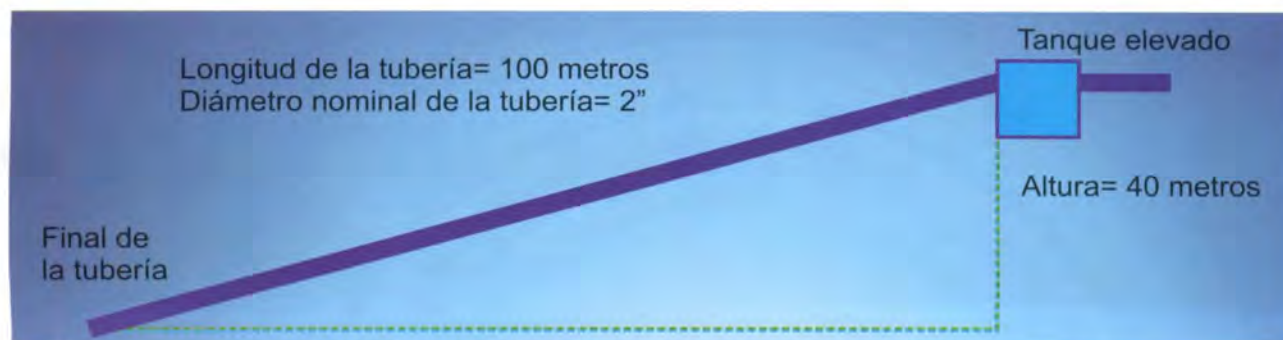 Tanque elevado
Longitud de la tubería= 100 metros
Diámetro nominal de la tubería= 2”
Altura= 40 metros
Final de
la tubería